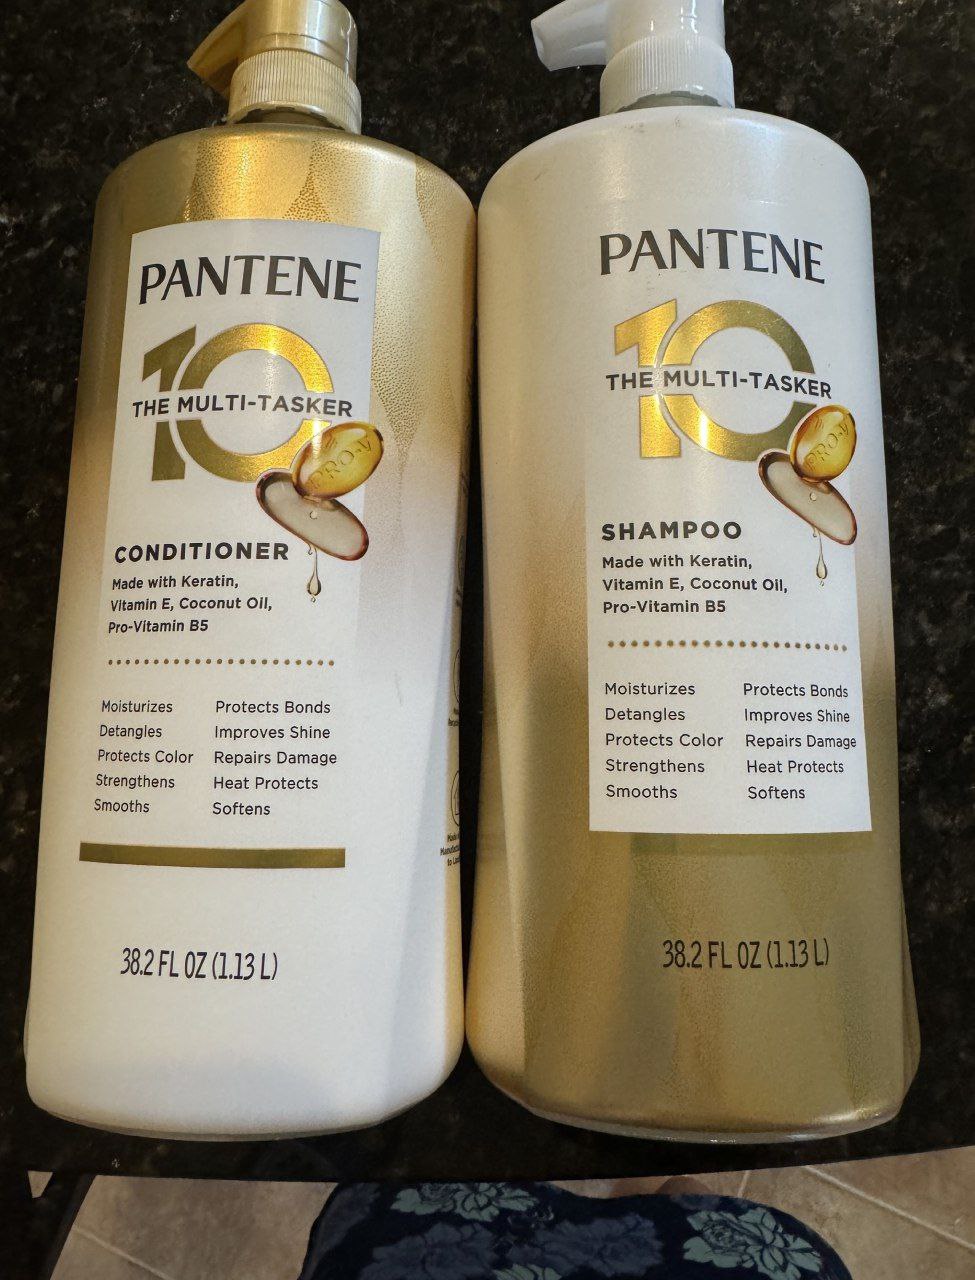 PANTENE
10
THE MULTI-TASKER
PRO-V
CONDITIONER
Made with Keratin,
Vitamin E, Coconut Oil,
Pro-Vitamin B5
Moisturizes Protects Bonds
Detangles Improves Shine
Protects Color Repairs Damage
Strengthens Heat Protects
Smooths Softens
38.2 FL OZ (1.13 L)
PANTENE
10
THE MULTI-TASKER
PRO-V
SHAMPOO
Made with Keratin,
Vitamin E, Coconut Oil,
Pro-Vitamin B5
Moisturizes Protects Bonds
Detangles Improves Shine
Protects Color Repairs Damage
Strengthens Heat Protects
Smooths Softens
38.2 FL OZ (1.13 L)